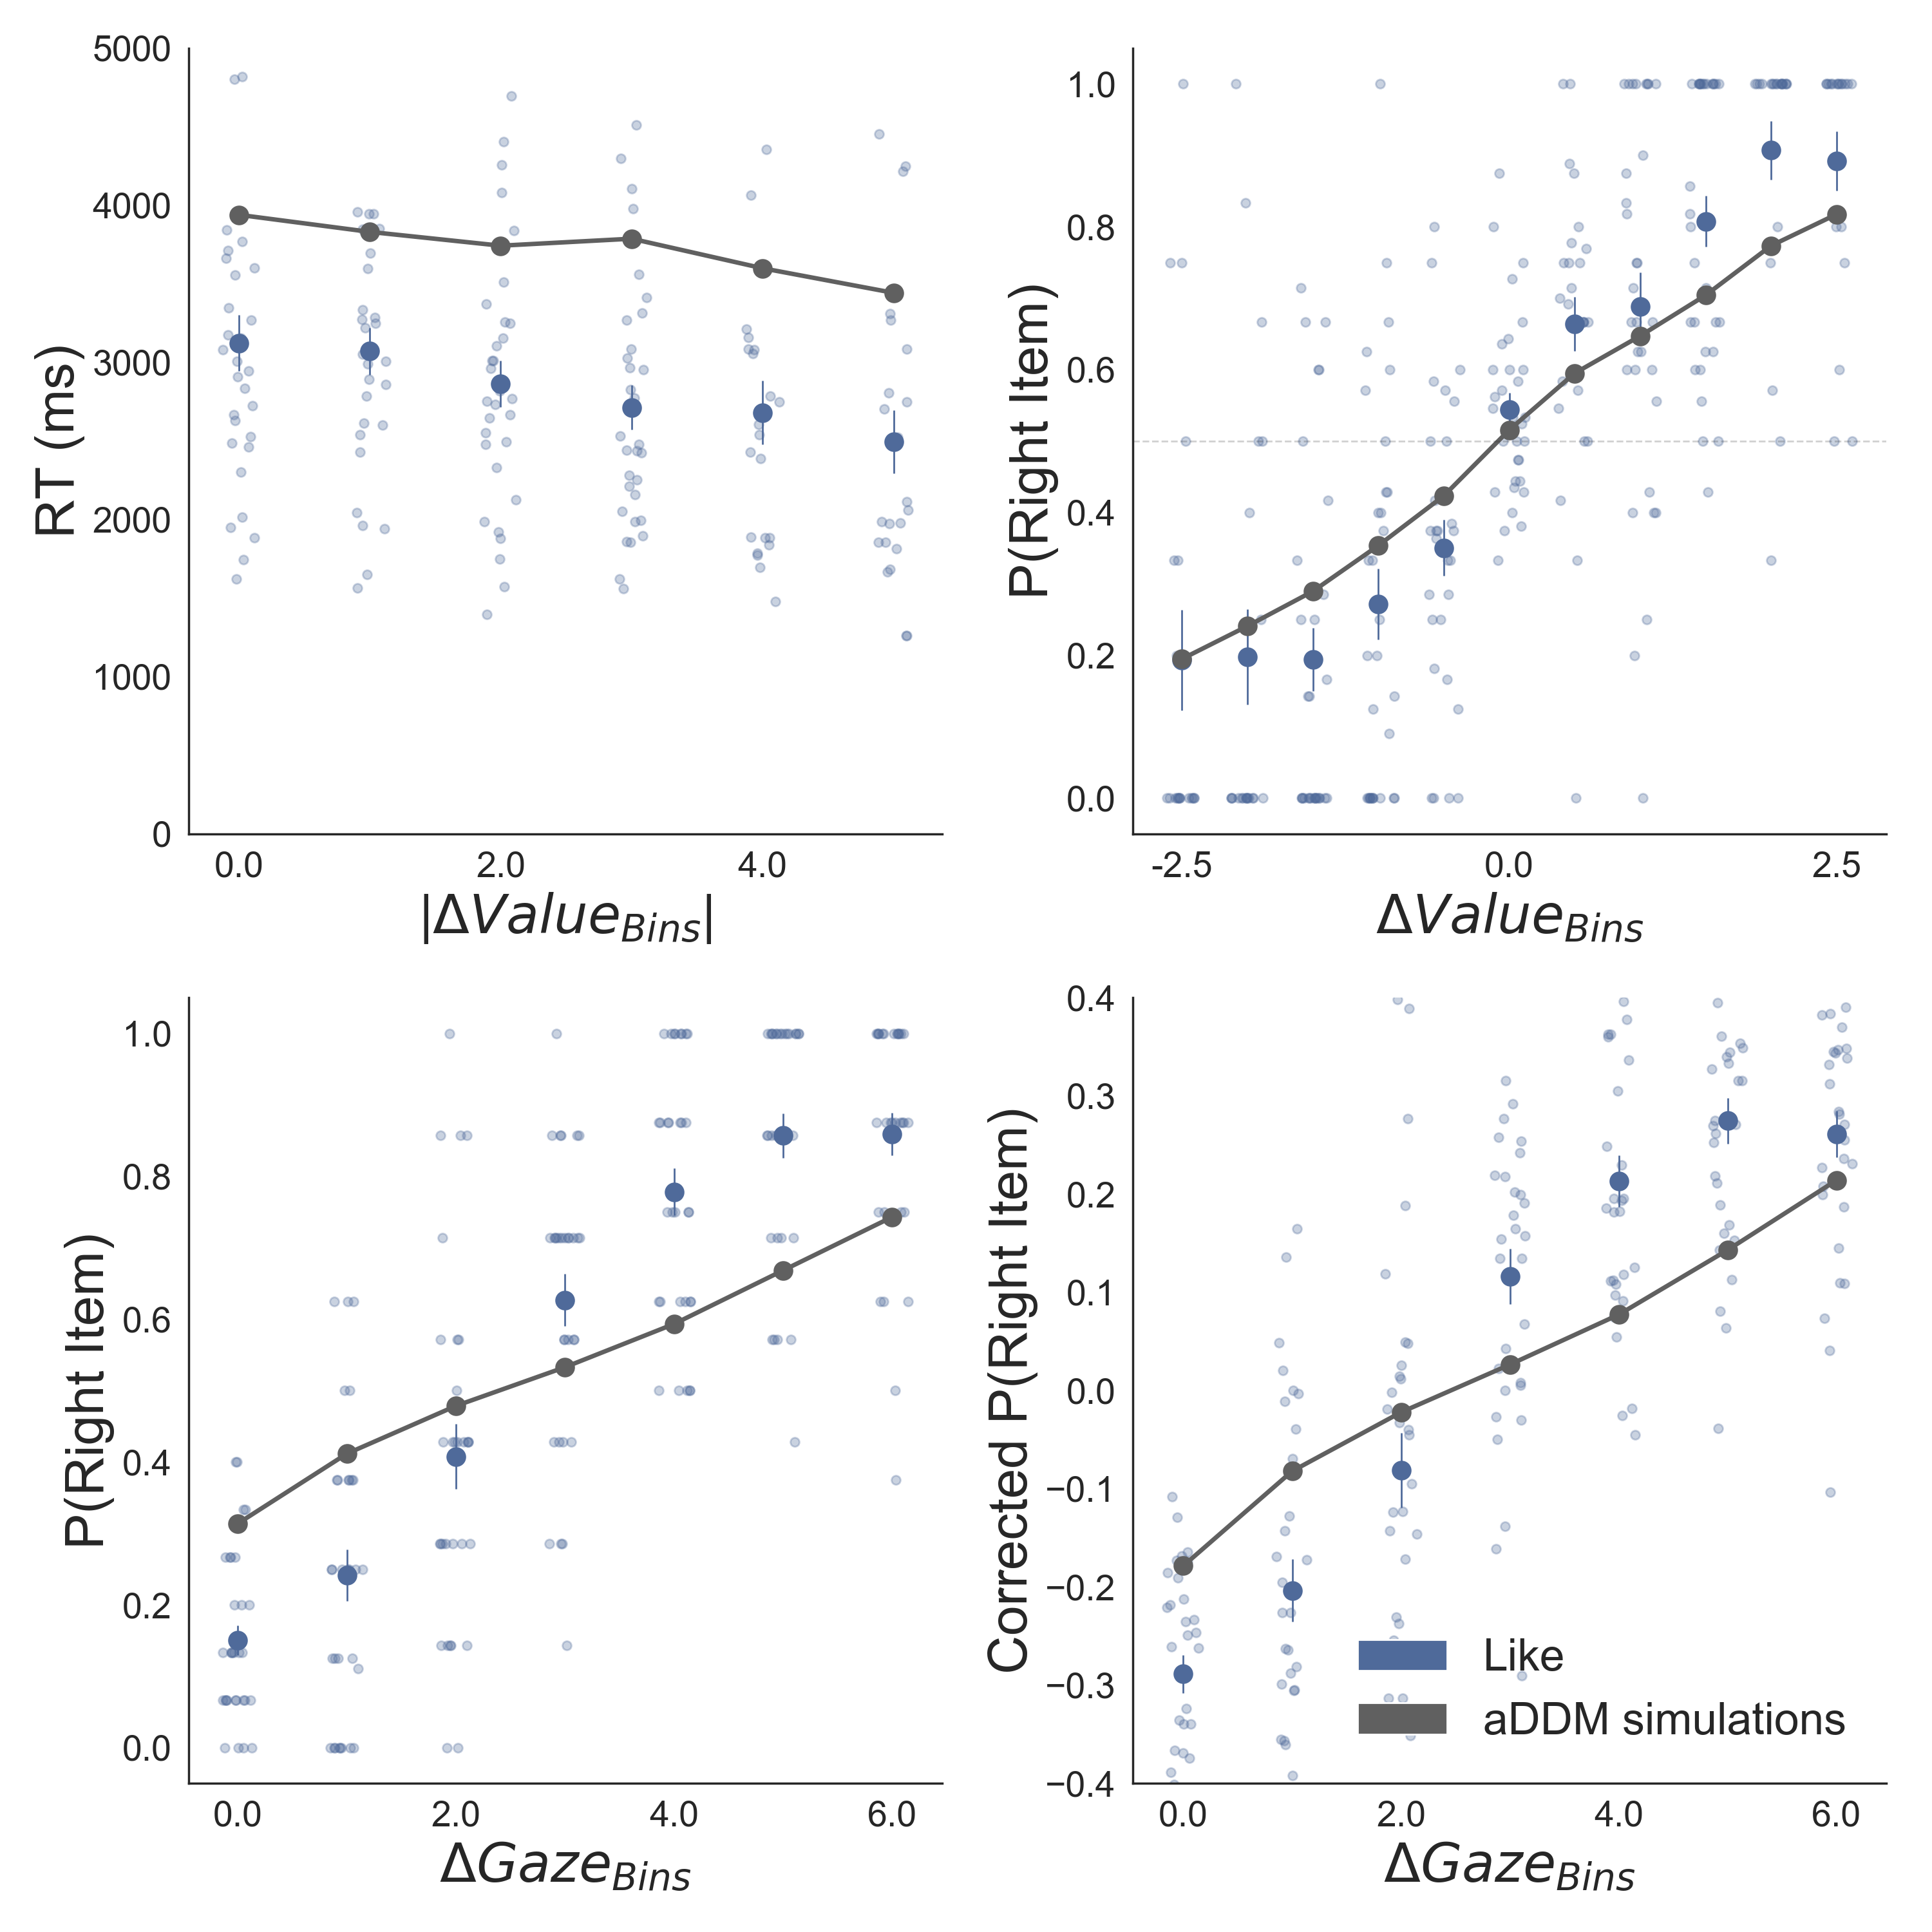 5000
4000
3000
2000
1000
0
RT (ms)
0.0 2.0 4.0
|ΔValue_Bins|
1.0
0.8
0.6
0.4
0.2
0.0
P(Right Item)
-2.5 0.0 2.5
ΔValue_Bins
1.0
0.8
0.6
0.4
0.2
0.0
P(Right Item)
0.0 2.0 4.0 6.0
ΔGaze_Bins
0.4
0.3
0.2
0.1
0.0
−0.1
−0.2
−0.3
−0.4
Corrected P(Right Item)
Like
aDDM simulations
0.0 2.0 4.0 6.0
ΔGaze_Bins